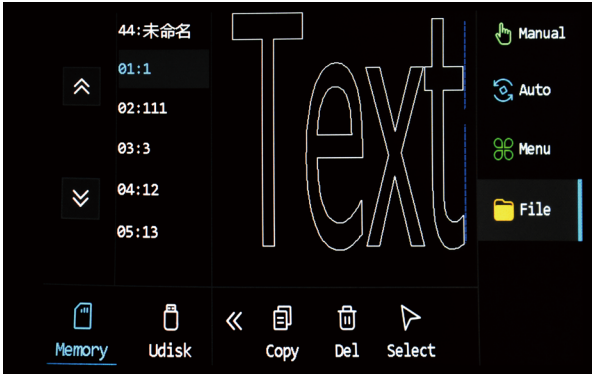 44:未命名
01:1
02:111
03:3
04:12
05:13
Text
Manual
Auto
Menu
File
Memory
Udisk
Copy
Del
Select